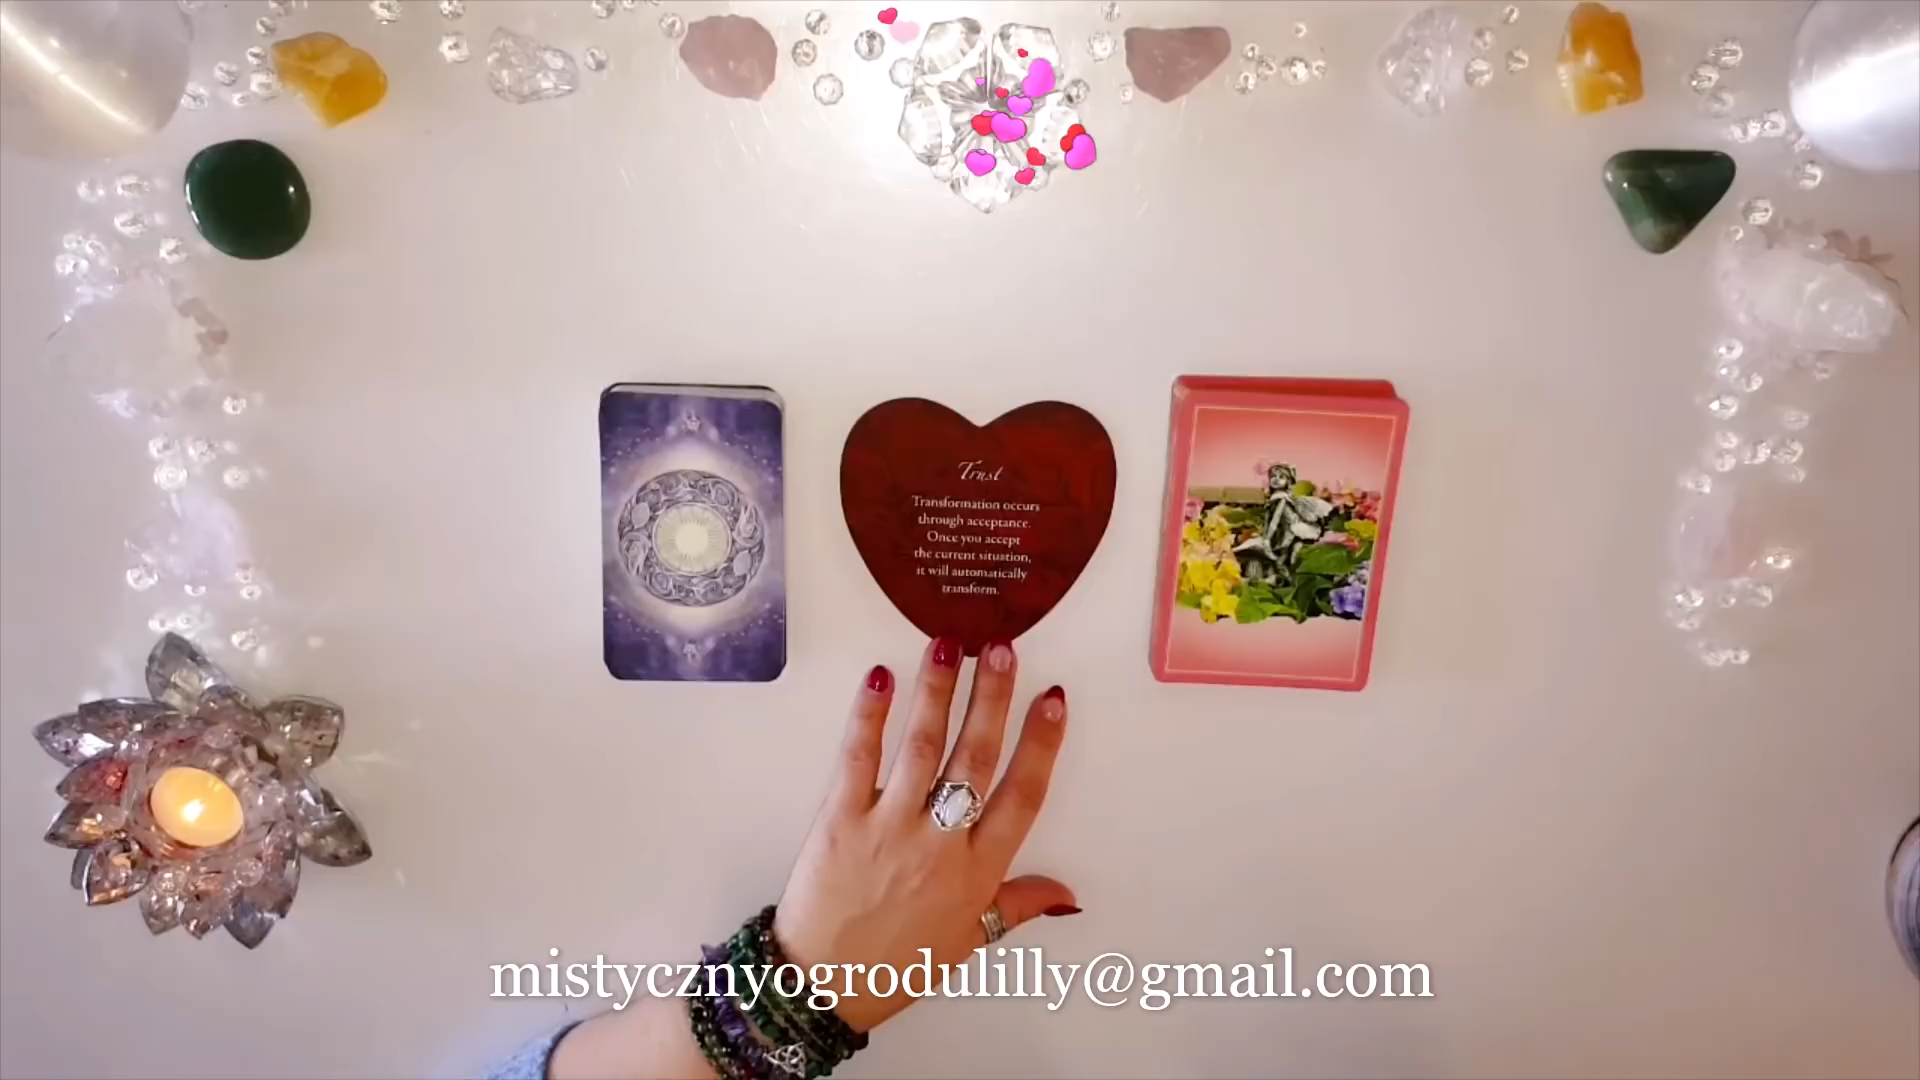 Trust
Transformation occurs
through acceptance.
Once you accept
the current situation,
it will automatically
transform.
mistycznyogrodulilly@gmail.com